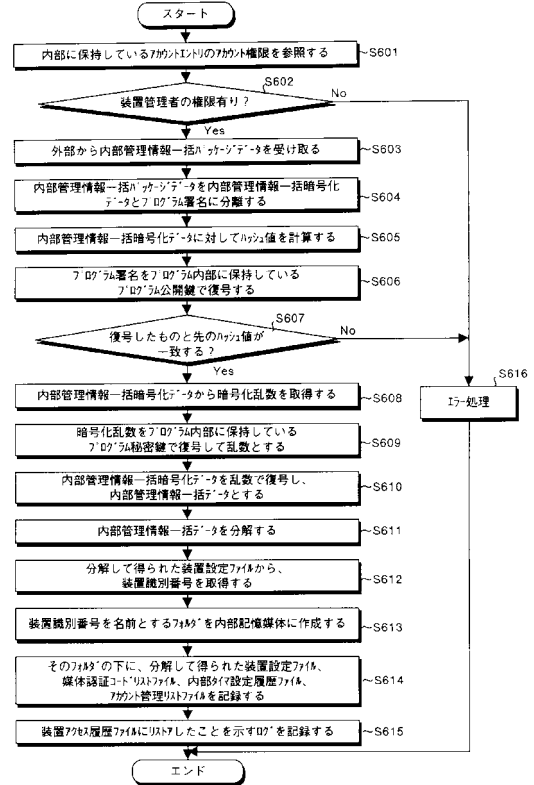 スタート
内部に保持しているｱｶｳﾝﾄｴﾝﾄﾘのｱｶｳﾝﾄ権限を参照する
S601
S602
装置管理者の権限有り？
No
Yes
外部から内部管理情報一括ﾊﾟｯｹｰｼﾞﾃﾞｰﾀを受け取る
S603
内部管理情報一括ﾊﾟｯｹｰｼﾞﾃﾞｰﾀを内部管理情報一括暗号化
ﾃﾞｰﾀとﾌﾟﾛｸﾞﾗﾑ署名に分離する
S604
内部管理情報一括暗号化ﾃﾞｰﾀに対してﾊｯｼｭ値を計算する
S605
ﾌﾟﾛｸﾞﾗﾑ署名をﾌﾟﾛｸﾞﾗﾑ内部に保持している
ﾌﾟﾛｸﾞﾗﾑ公開鍵で復号する
S606
S607
復号したものと先のﾊｯｼｭ値が
一致する？
No
Yes
内部管理情報一括暗号化ﾃﾞｰﾀから暗号化乱数を取得する
S608
S616
ｴﾗｰ処理
暗号化乱数をﾌﾟﾛｸﾞﾗﾑ内部に保持している
ﾌﾟﾛｸﾞﾗﾑ秘密鍵で復号して乱数とする
S609
内部管理情報一括暗号化ﾃﾞｰﾀを乱数で復号し、
内部管理情報一括ﾃﾞｰﾀとする
S610
内部管理情報一括ﾃﾞｰﾀを分解する
S611
分解して得られた装置設定ﾌｧｲﾙから、
装置識別番号を取得する
S612
装置識別番号を名前とするﾌｫﾙﾀﾞを内部記憶媒体に作成する
S613
そのﾌｫﾙﾀﾞの下に、分解して得られた装置設定ﾌｧｲﾙ、
媒体認証ｺｰﾄﾞﾘｽﾄﾌｧｲﾙ、内部ﾀｲﾏ設定履歴ﾌｧｲﾙ、
ｱｶｳﾝﾄ管理ﾘｽﾄﾌｧｲﾙを記録する
S614
装置ｱｸｾｽ履歴ﾌｧｲﾙにﾘｽﾄｱしたことを示すﾛｸﾞを記録する
S615
エンド